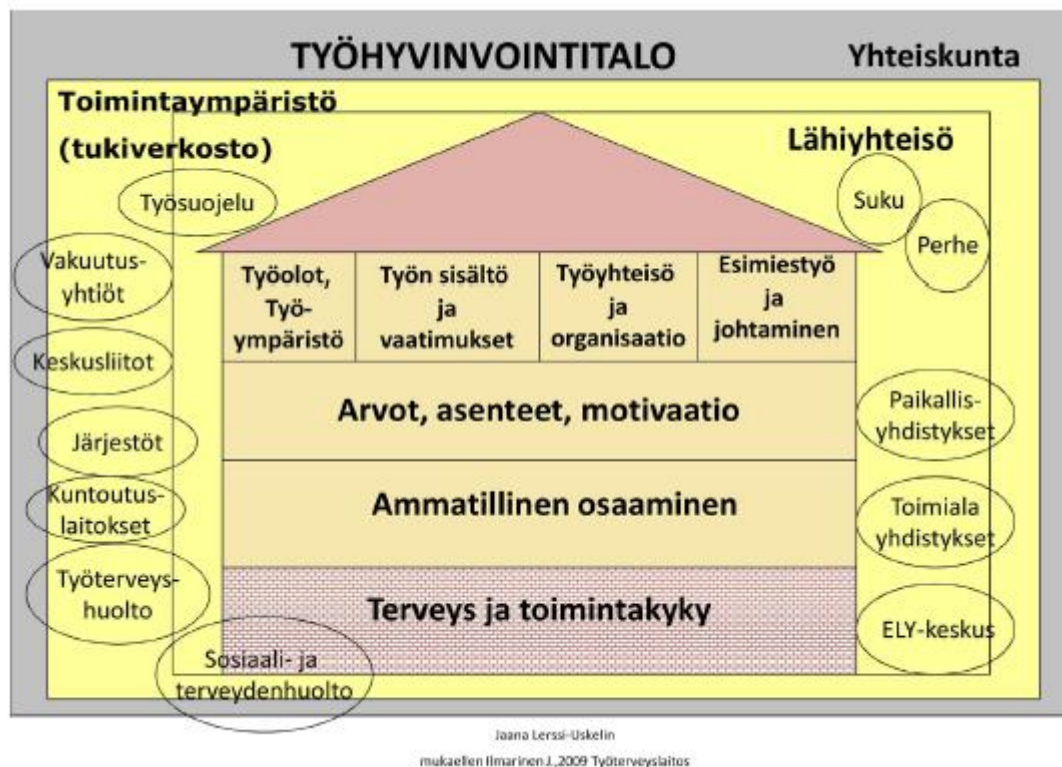 TYÖHYVINVOINTITALO
Yhteiskunta
Toimintaympäristö
(tukiverkosto)
Lähiyhteisö
Työsuojelu
Suku
Perhe
Vakuutus-
yhtiöt
Keskusliitot
Järjestöt
Kuntoutus-
laitokset
Työterveys-
huolto
Sosiaali- ja
terveydenhuolto
Työolot,
Työ-
ympäristö
Työn sisältö
ja
vaatimukset
Työyhteisö
ja
organisaatio
Esimiestyö
ja
johtaminen
Arvot, asenteet, motivaatio
Ammatillinen osaaminen
Terveys ja toimintakyky
Paikallis-
yhdistykset
Toimiala
yhdistykset
ELY-keskus
Jaana Lerssi-Uskelin
mukaellen Ilmarinen J.,2009 Työterveyslaitos